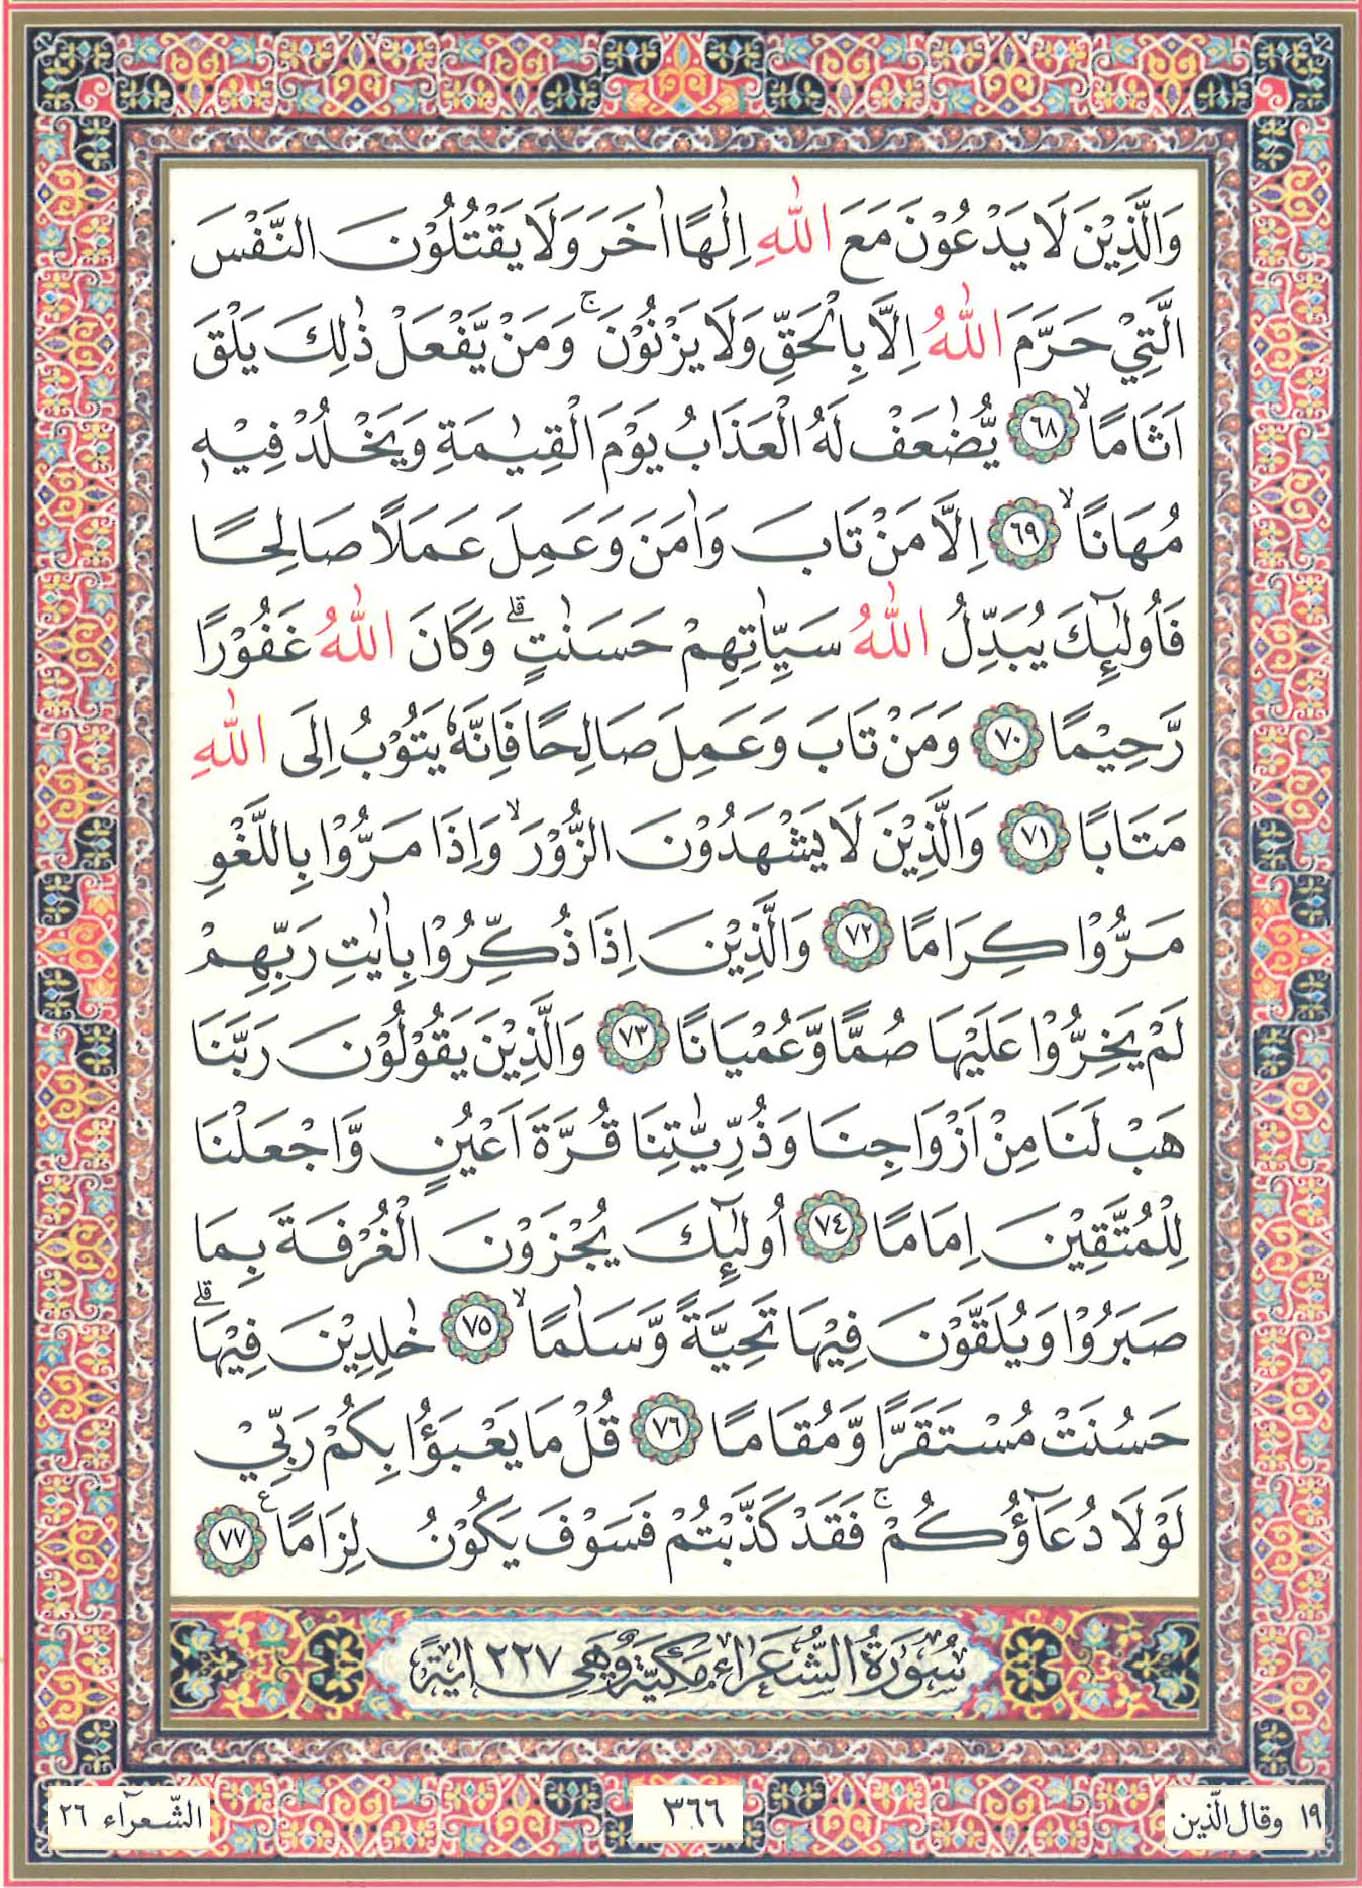 وَالَّذِيْنَ لَا يَدْعُوْنَ مَعَ اللّٰهِ اِلٰهًا اٰخَرَ وَلَا يَقْتُلُوْنَ النَّفْسَ
الَّتِيْ حَرَّمَ اللّٰهُ اِلَّا بِالْحَقِّ وَلَا يَزْنُوْنَ ۚ وَمَنْ يَّفْعَلْ ذٰلِكَ يَلْقَ
اَثَامًا ۙ ٦٨ يُّضٰعَفْ لَهُ الْعَذَابُ يَوْمَ الْقِيٰمَةِ وَيَخْلُدْ فِيْهٖ
مُهَانًا ۙ ٦٩ اِلَّا مَنْ تَابَ وَاٰمَنَ وَعَمِلَ عَمَلًا صَالِحًا
فَاُولٰٓئِكَ يُبَدِّلُ اللّٰهُ سَيِّاٰتِهِمْ حَسَنٰتٍ ۗ وَكَانَ اللّٰهُ غَفُوْرًا
رَّحِيْمًا ٧٠ وَمَنْ تَابَ وَعَمِلَ صَالِحًا فَاِنَّهٗ يَتُوْبُ اِلَى اللّٰهِ
مَتَابًا ٧١ وَالَّذِيْنَ لَا يَشْهَدُوْنَ الزُّوْرَ ۙ وَاِذَا مَرُّوْا بِاللَّغْوِ
مَرُّوْا كِرَامًا ٧٢ وَالَّذِيْنَ اِذَا ذُكِّرُوْا بِاٰيٰتِ رَبِّهِمْ
لَمْ يَخِرُّوْا عَلَيْهَا صُمًّا وَّعُمْيَانًا ٧٣ وَالَّذِيْنَ يَقُوْلُوْنَ رَبَّنَا
هَبْ لَنَا مِنْ اَزْوَاجِنَا وَذُرِّيّٰتِنَا قُرَّةَ اَعْيُنٍ وَّاجْعَلْنَا
لِلْمُتَّقِيْنَ اِمَامًا ٧٤ اُولٰٓئِكَ يُجْزَوْنَ الْغُرْفَةَ بِمَا
صَبَرُوْا وَيُلَقَّوْنَ فِيْهَا تَحِيَّةً وَّسَلٰمًا ۙ ٧٥ خٰلِدِيْنَ فِيْهَا ۗ
حَسُنَتْ مُسْتَقَرًّا وَّمُقَامًا ٧٦ قُلْ مَا يَعْبَؤُا بِكُمْ رَبِّيْ
لَوْلَا دُعَآؤُكُمْ ۚ فَقَدْ كَذَّبْتُمْ فَسَوْفَ يَكُوْنُ لِزَامًا ࣖ ٧٧
سُوْرَةُ الشُّعَرَاءِ مَكِّيَّةٌ وَهِيَ ٢٢٧ اٰيَةً
١٩ وقال الّذين
٣٦٦
الشّعرآء ٢٦